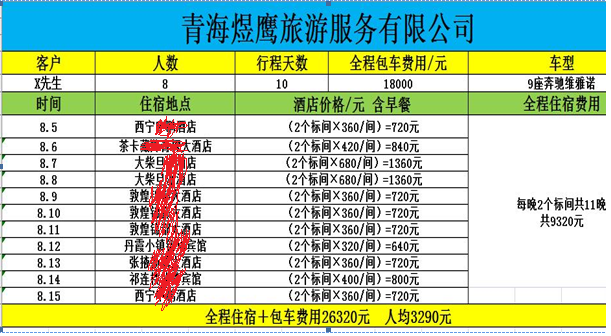 青海煜鹰旅游服务有限公司
客户 人数 行程天数 全程包车费用/元 车型
X先生 8 10 18000 9座奔驰维雅诺
时间 住宿地点 酒店价格/元 含早餐 全程住宿费用
8.5 西宁 酒店 (2个标间×360/间)=720元
8.6 茶卡 大酒店 (2个标间×420/间)=840元
8.7 大柴旦 酒店 (2个标间×680/间)=1360元
8.8 大柴旦 酒店 (2个标间×680/间)=1360元
8.9 敦煌 大酒店 (2个标间×360/间)=720元
8.10 敦煌 大酒店 (2个标间×360/间)=720元
每晚2个标间共11晚
共9320元
8.11 敦煌 大酒店 (2个标间×360/间)=720元
8.12 丹霞小镇 宾馆 (2个标间×320/间)=640元
8.13 张掖 酒店 (2个标间×360/间)=720元
8.14 祁连 宾馆 (2个标间×400/间)=800元
8.15 西宁 酒店 (2个标间×360/间)=720元
全程住宿+包车费用26320元 人均3290元